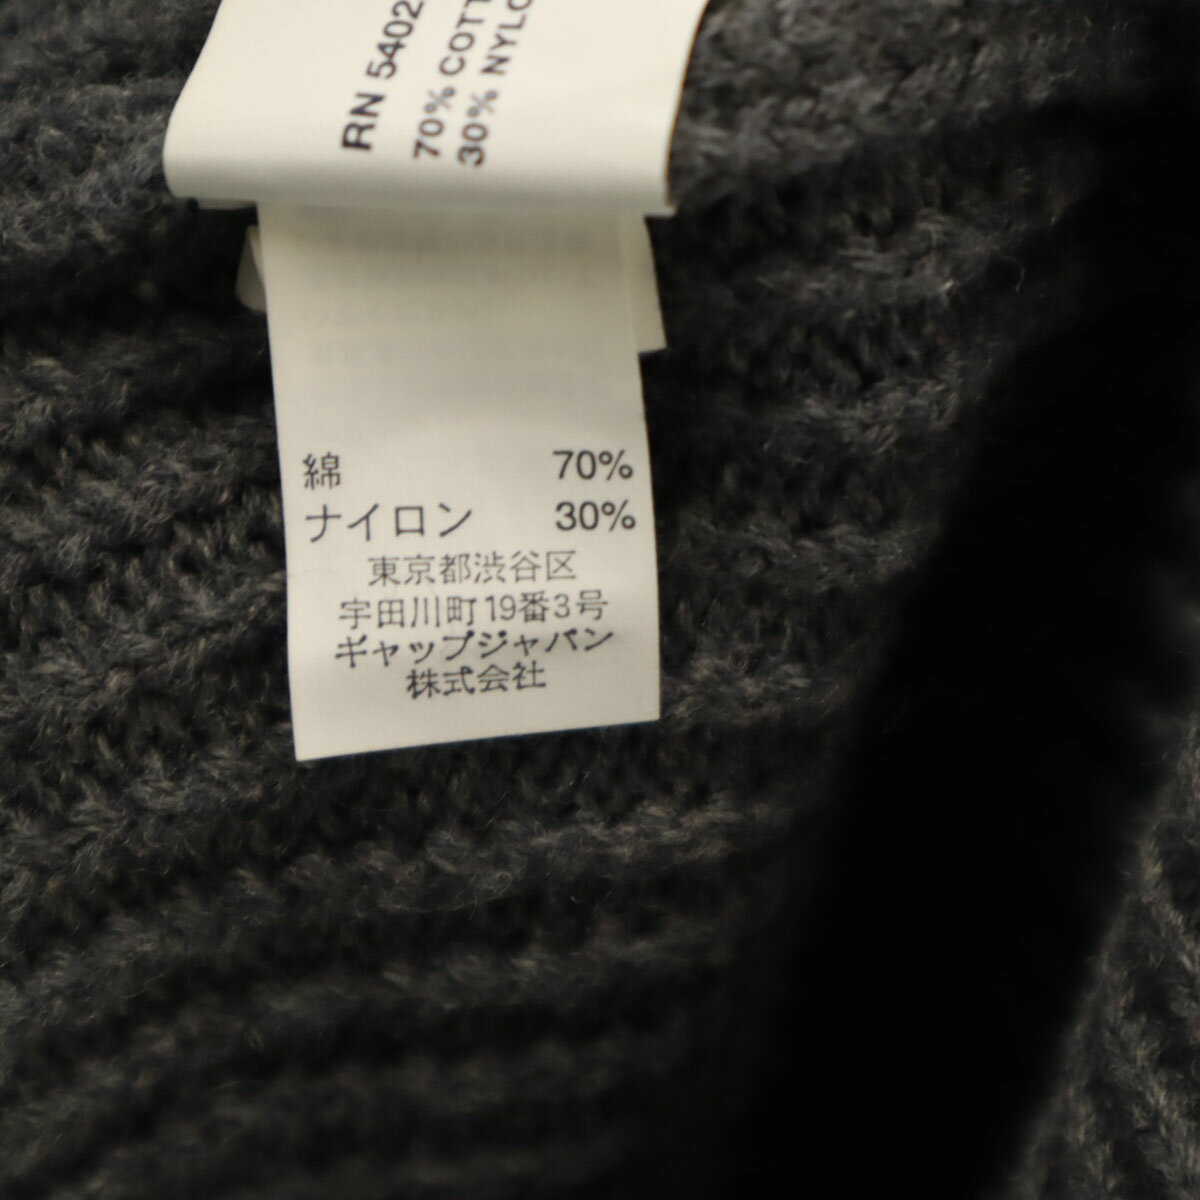 RN 5402
70% COTT
30% NYLO
綿 70%
ナイロン 30%
東京都渋谷区
宇田川町19番3号
ギャップジャパン
株式会社